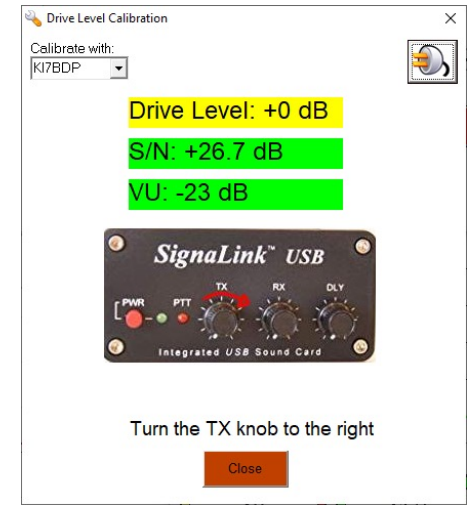 Drive Level Calibration
Calibrate with:
KI7BDP
Drive Level: +0 dB
S/N: +26.7 dB
VU: -23 dB
SignaLink™ USB
TX RX DLY
PWR PTT
Integrated USB Sound Card
Turn the TX knob to the right
Close